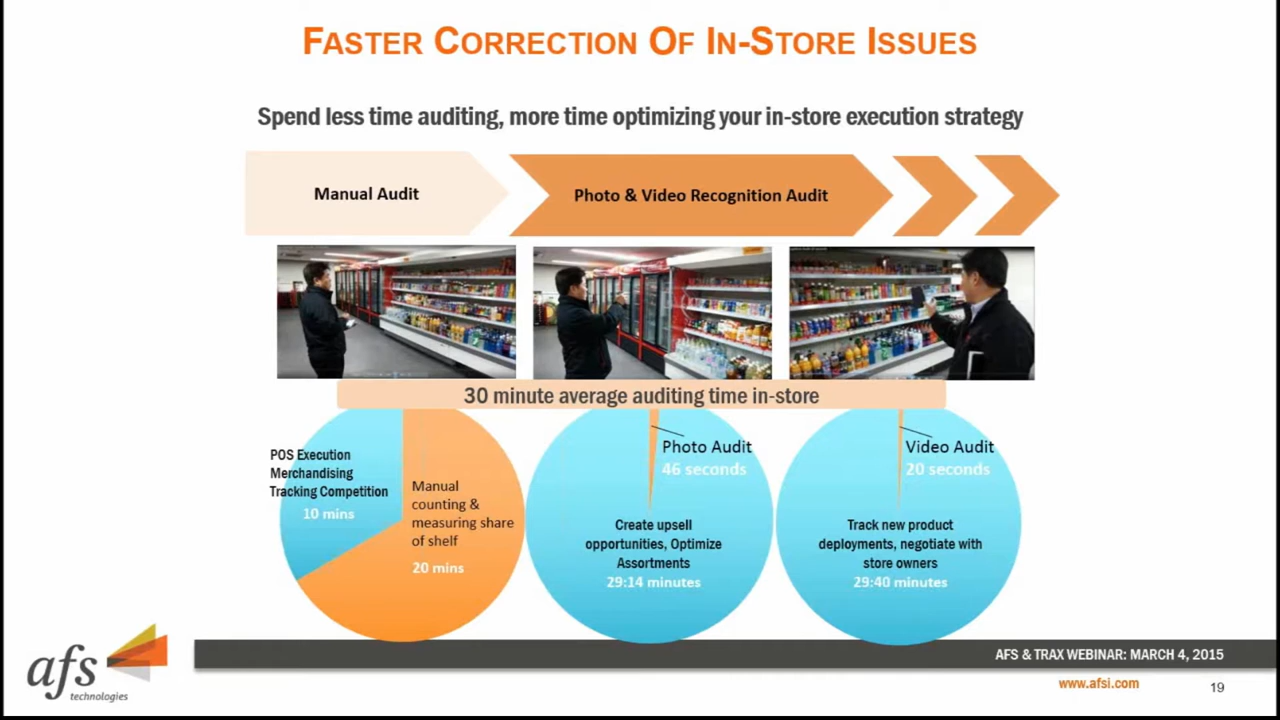 FASTER CORRECTION OF IN-STORE ISSUES
Spend less time auditing, more time optimizing your in-store execution strategy
Manual Audit
Photo & Video Recognition Audit
30 minute average auditing time in-store
POS Execution
Merchandising
Tracking Competition
10 mins
Manual
counting &
measuring share
of shelf
20 mins
Photo Audit
46 seconds
Create upsell
opportunities, Optimize
Assortments
29:14 minutes
Video Audit
20 seconds
Track new product
deployments, negotiate with
store owners
29:40 minutes
afs
technologies
AFS & TRAX WEBINAR: MARCH 4, 2015
www.afsi.com
19